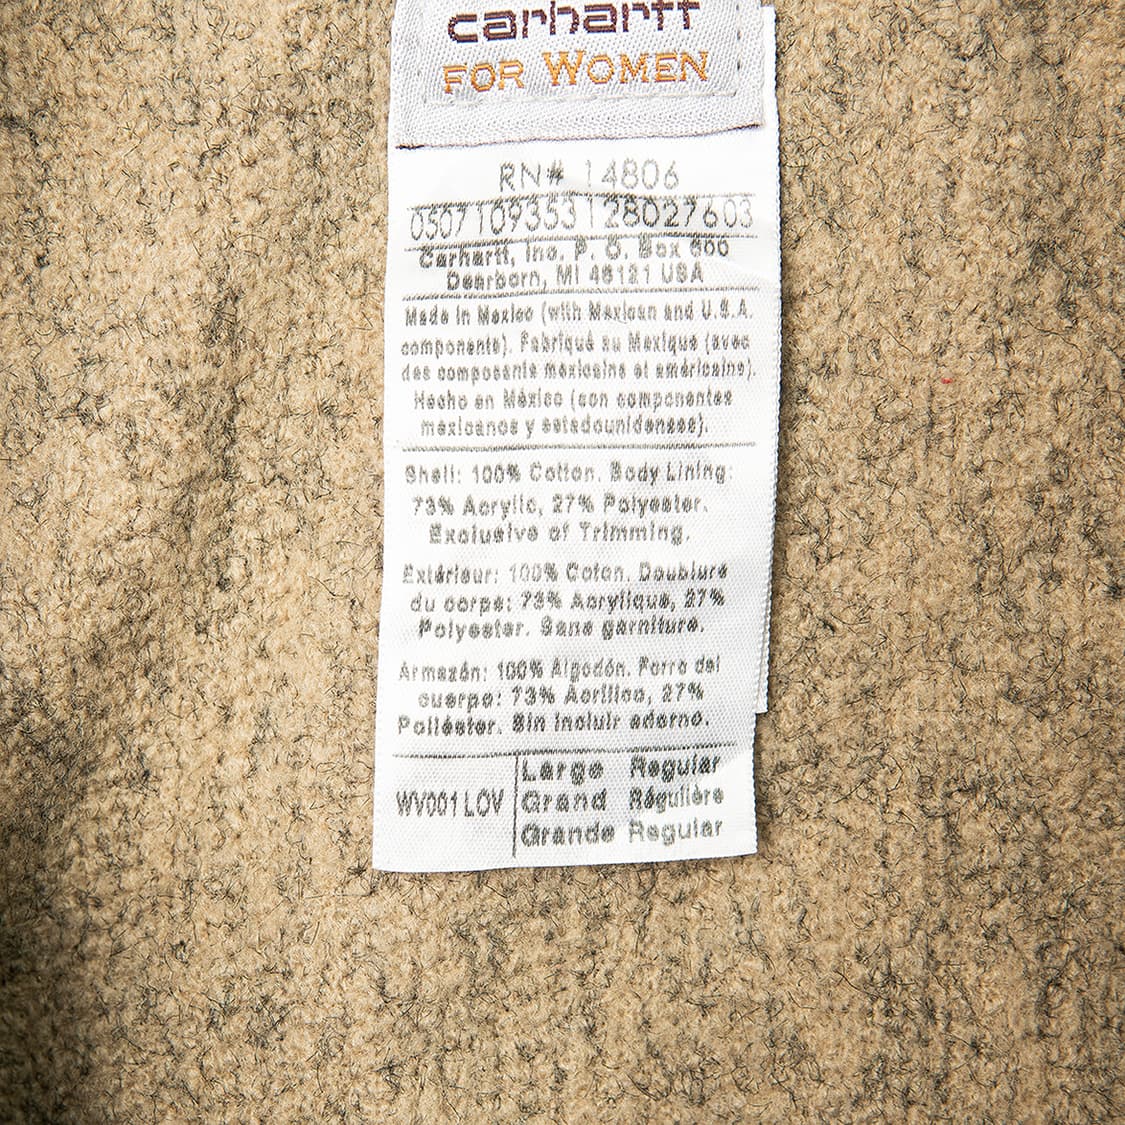 carhartt
FOR WOMEN
RN# 14806
0507109353128027603
Carhartt, Inc. P. O. Box 600
Dearborn, MI 48121 USA
Made in Mexico (with Mexican and U.S.A.
components). Fabriqué au Mexique (avec
des composants mexicains et américains).
Hecho en México (con componentes
mexicanos y estadounidenses).
Shell: 100% Cotton. Body Lining:
73% Acrylic, 27% Polyester.
Exclusive of Trimming.
Extérieur: 100% Coton. Doublure
du corps: 73% Acrylique, 27%
Polyester. Sans garniture.
Armazón: 100% Algodón. Forro del
cuerpo: 73% Acrílico, 27%
Poliéster. Sin incluir adorno.
WV001 LOV
Large Regular
Grand Régulière
Grande Regular